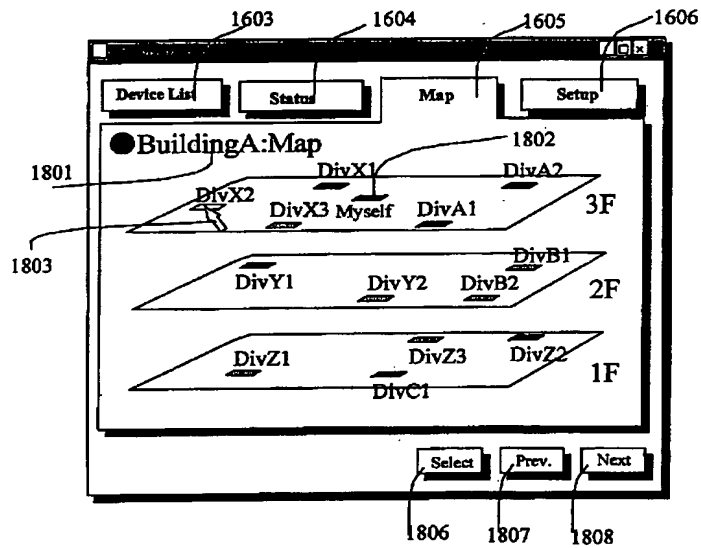 1603
1604
1605
1606
Device List
Status
Map
Setup
BuildingA:Map
1801
1802
DivX1
DivA2
DivX2
DivX3
Myself
DivA1
3F
1803
DivB1
DivY1
DivY2
DivB2
2F
DivZ1
DivZ3
DivZ2
DivC1
1F
Select
Prev.
Next
1806
1807
1808